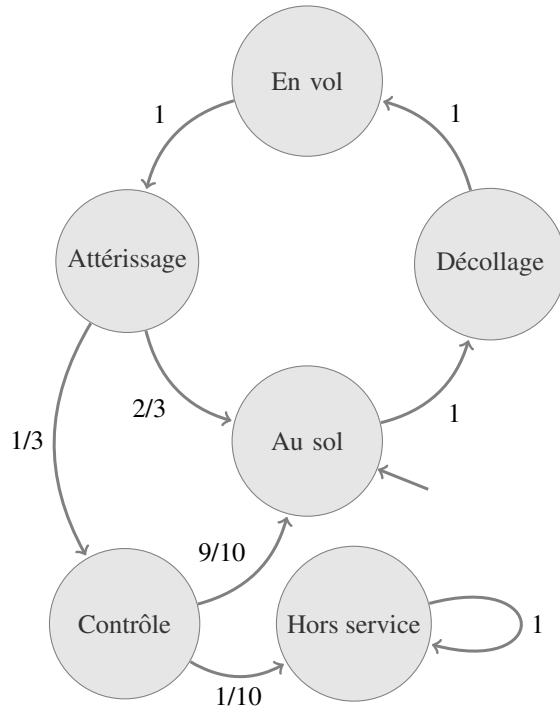 En vol
1
1
Attérissage
Décollage
2/3
1
1/3
Au sol
9/10
Contrôle
Hors service
1
1/10